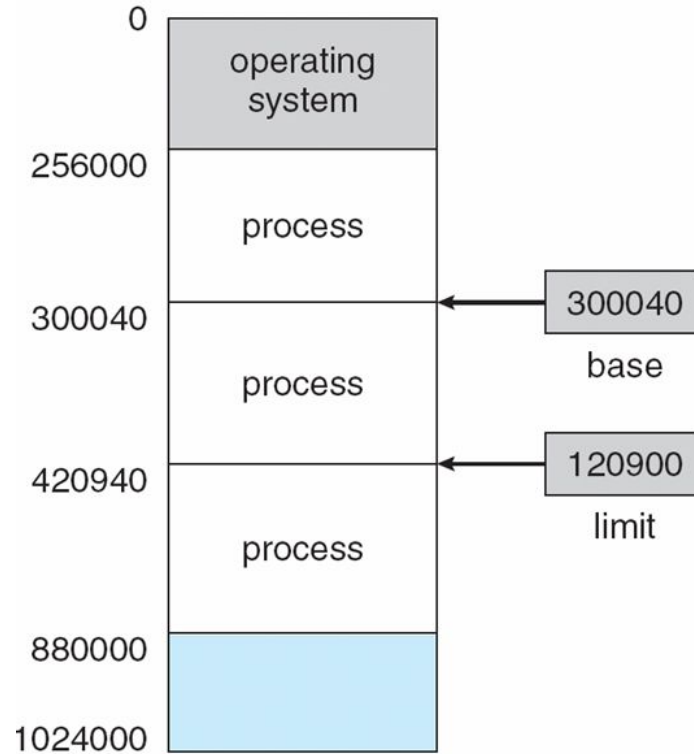 0
operating
system
256000
process
300040
300040
base
process
420940
120900
limit
process
880000
1024000